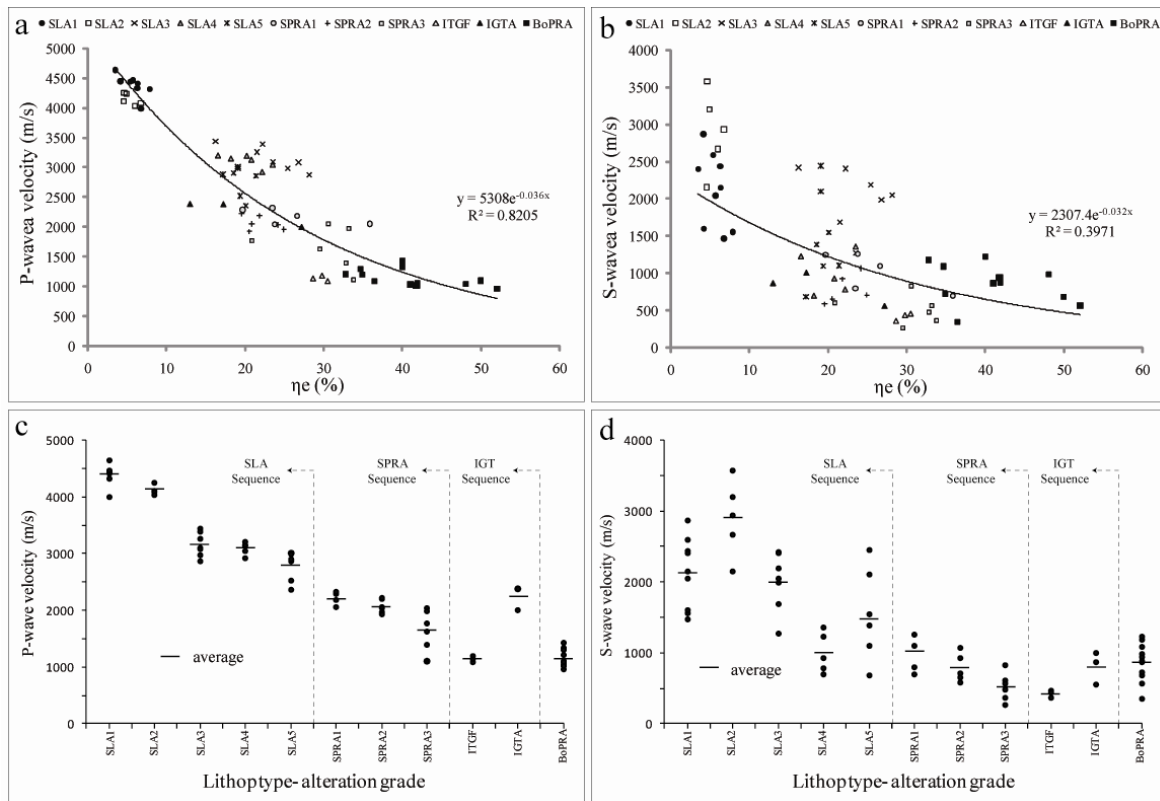 SLA1 SLA2 SLA3 SLA4 SLA5 SPRA1 SPRA2 SPRA3 ITGF IGTA BoPRA
a
5000
4500
4000
3500
3000
2500
2000
1500
1000
500
0
P-wavea velocity (m/s)
y = 5308e-0.036x
R² = 0.8205
0 10 20 30 40 50 60
ηe (%)
SLA1 SLA2 SLA3 SLA4 SLA5 SPRA1 SPRA2 SPRA3 ITGF IGTA BoPRA
b
4000
3500
3000
2500
2000
1500
1000
500
0
S-wavea velocity (m/s)
y = 2307.4e-0.032x
R² = 0.3971
0 10 20 30 40 50 60
ηe (%)
c
5000
4000
3000
2000
1000
0
P-wave velocity (m/s)
SLA
Sequence
SPRA
Sequence
IGT
Sequence
average
SLA1 SLA2 SLA3 SLA4 SLA5 SPRA1 SPRA2 SPRA3 ITGF IGTA BoPRA
Lithoptype- alteration grade
d
4000
3000
2000
1000
0
S-wave velocity (m/s)
SLA
Sequence
SPRA
Sequence
IGT
Sequence
average
SLA1 SLA2 SLA3 SLA4 SLA5 SPRA1 SPRA2 SPRA3 ITGF IGTA BoPRA
Lithoptype- alteration grade